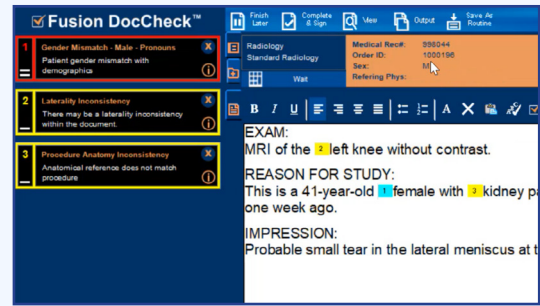 Fusion DocCheck™
1
Gender Mismatch - Male - Pronouns
X
Patient gender mismatch with
demographics
2
Laterality Inconsistency
X
There may be a laterality inconsistency
within the document.
3
Procedure Anatomy Inconsistency
X
Anatomical reference does not match
procedure
Finish
Later
Complete
& Sign
View
Output
Save As
Routine
Radiology
Standard Radiology
Wait
Medical Rec#: 998044
Order ID: 1000196
Sex: M
Refering Phys:
B I U A
EXAM:
MRI of the 2 left knee without contrast.
REASON FOR STUDY:
This is a 41-year-old 1 female with 3 kidney pa
one week ago.
IMPRESSION:
Probable small tear in the lateral meniscus at t